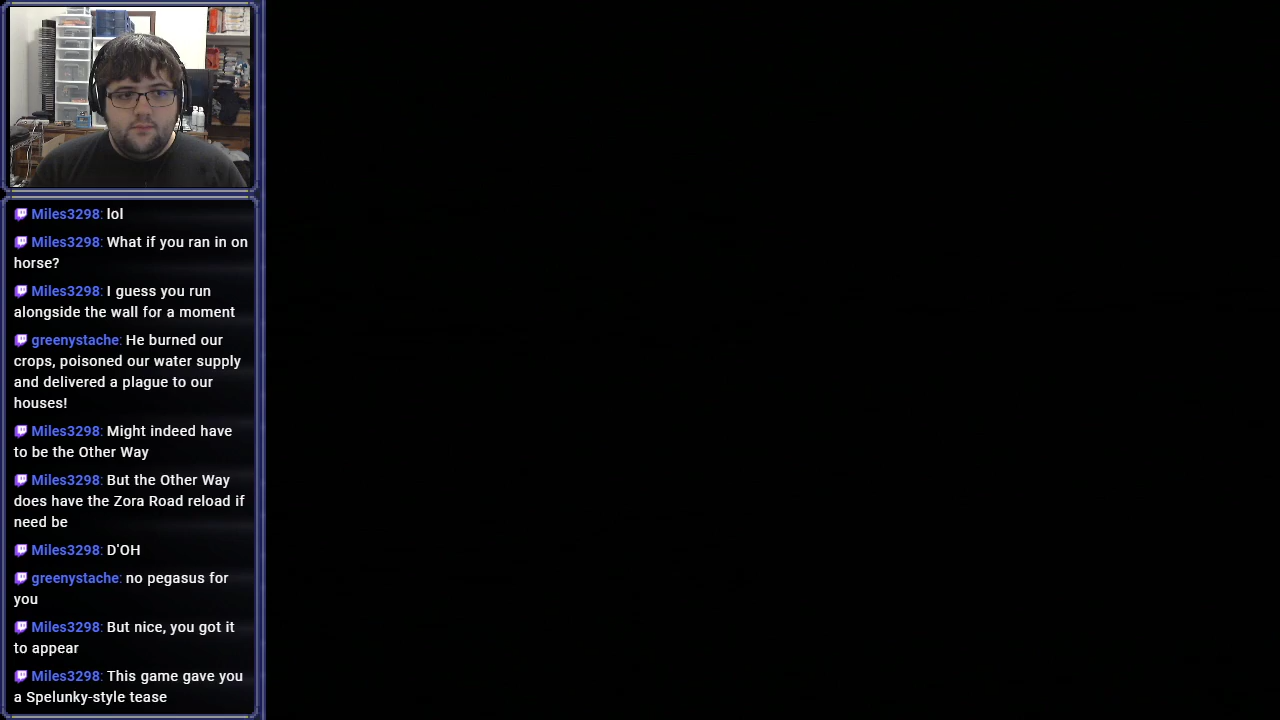 Miles3298: lol
Miles3298: What if you ran in on
horse?
Miles3298: I guess you run
alongside the wall for a moment
greenystache: He burned our
crops, poisoned our water supply
and delivered a plague to our
houses!
Miles3298: Might indeed have
to be the Other Way
Miles3298: But the Other Way
does have the Zora Road reload if
need be
Miles3298: D'OH
greenystache: no pegasus for
you
Miles3298: But nice, you got it
to appear
Miles3298: This game gave you
a Spelunky-style tease